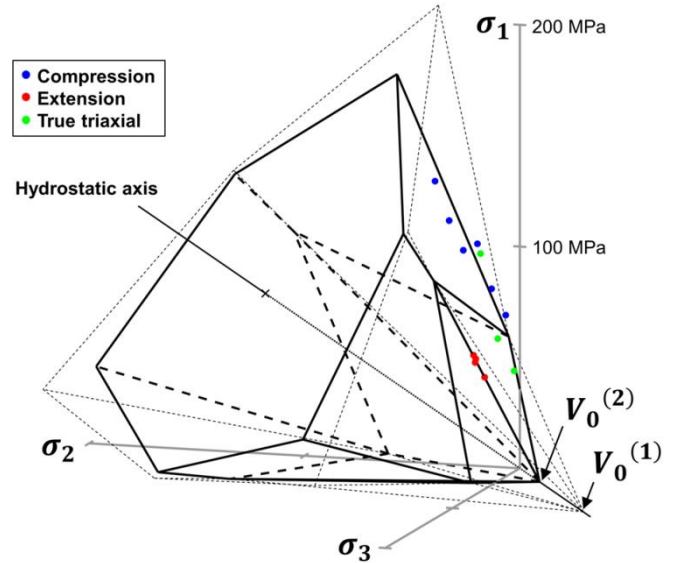 σ₁
200 MPa
Compression
Extension
True triaxial
Hydrostatic axis
100 MPa
V₀⁽²⁾
σ₂
V₀⁽¹⁾
σ₃